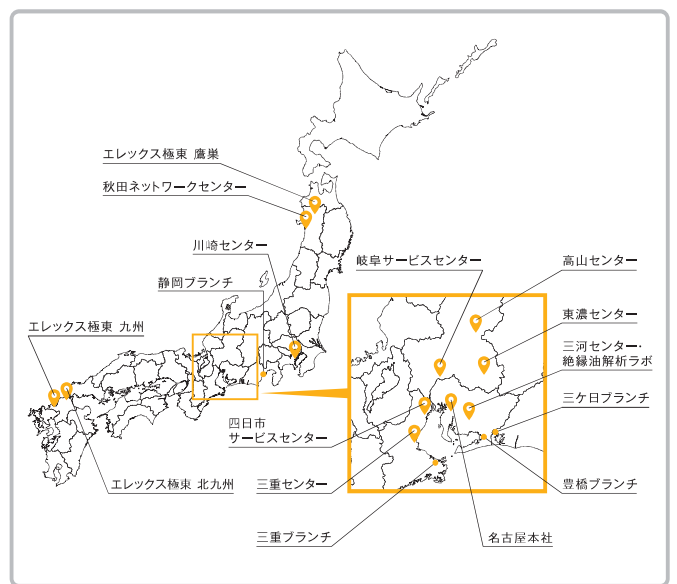 エレックス極東 鷹巣
秋田ネットワークセンター
川崎センター
静岡ブランチ
エレックス極東 九州
岐阜サービスセンター
高山センター
東濃センター
三河センター・
絶縁油解析ラボ
三ケ日ブランチ
四日市
サービスセンター
エレックス極東 北九州
三重センター
豊橋ブランチ
三重ブランチ
名古屋本社